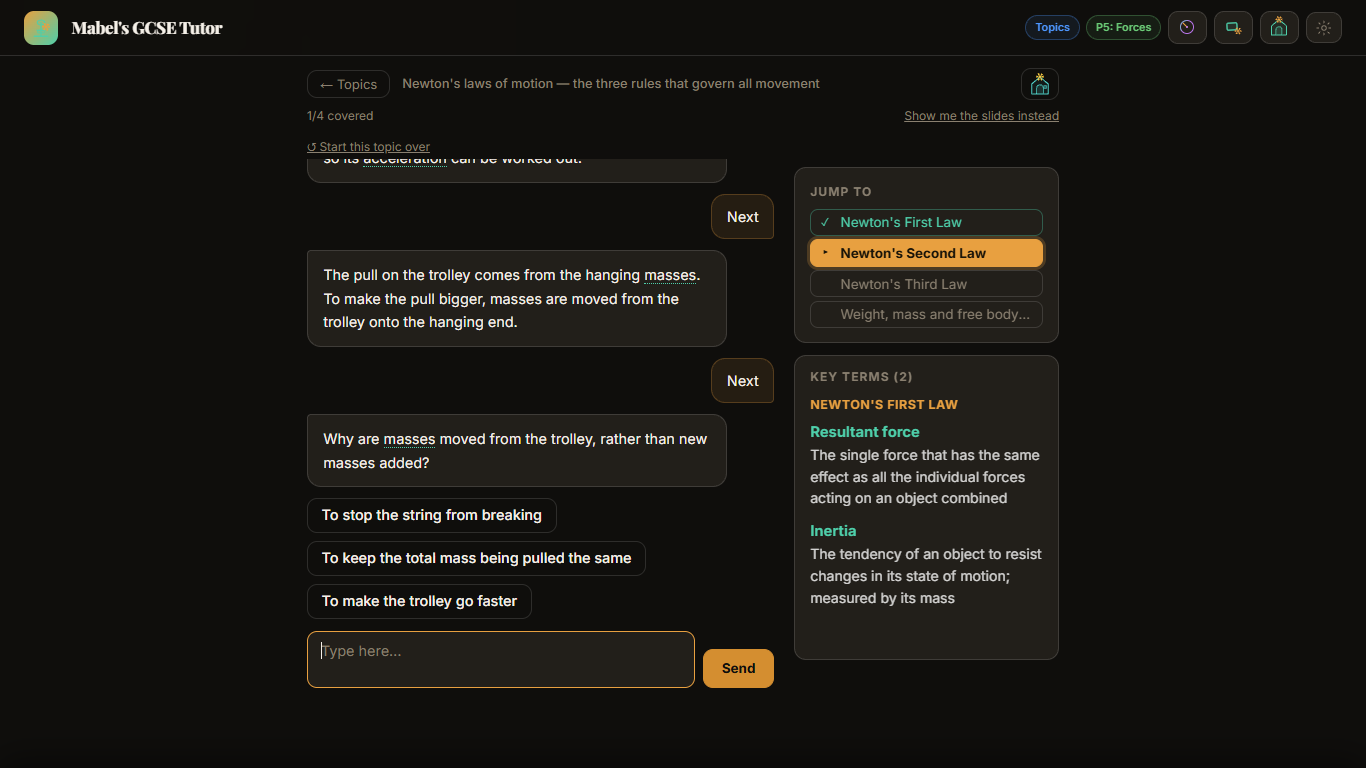 Mabel's GCSE Tutor
Topics
P5: Forces
← Topics
Newton's laws of motion — the three rules that govern all movement
1/4 covered
Show me the slides instead
↺ Start this topic over
so its acceleration can be worked out.
Next
The pull on the trolley comes from the hanging masses.
To make the pull bigger, masses are moved from the
trolley onto the hanging end.
Next
Why are masses moved from the trolley, rather than new
masses added?
To stop the string from breaking
To keep the total mass being pulled the same
To make the trolley go faster
Type here...
Send
JUMP TO
✓ Newton's First Law
▸ Newton's Second Law
Newton's Third Law
Weight, mass and free body...
KEY TERMS (2)
NEWTON'S FIRST LAW
Resultant force
The single force that has the same
effect as all the individual forces
acting on an object combined
Inertia
The tendency of an object to resist
changes in its state of motion;
measured by its mass